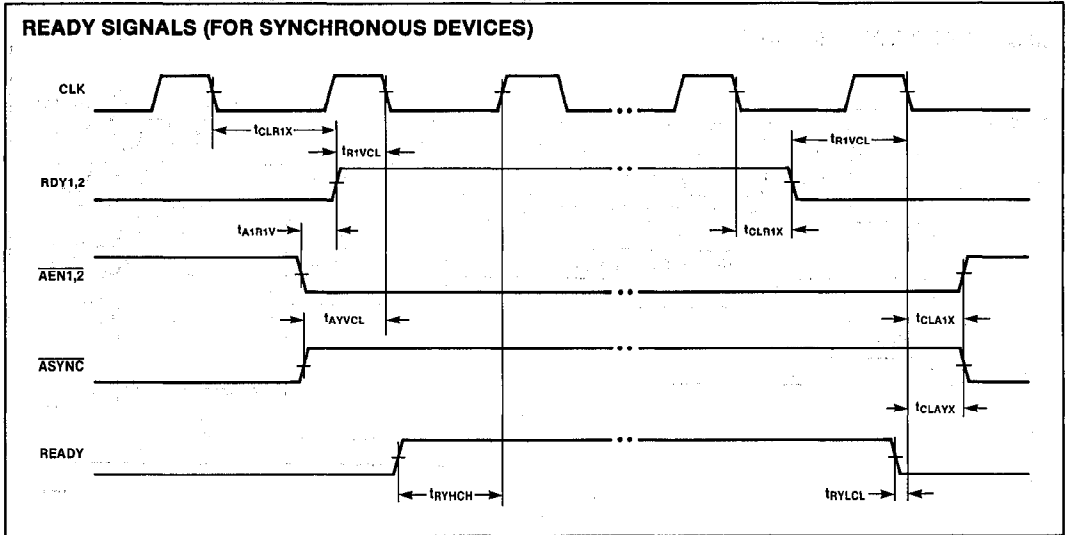 READY SIGNALS (FOR SYNCHRONOUS DEVICES)
CLK
tCLR1X
tR1VCL
tR1VCL
RDY1,2
tA1R1V
tCLR1X
AEN1,2
tAYVCL
tCLA1X
ASYNC
tCLAYX
READY
tRYHCH
tRYLCL